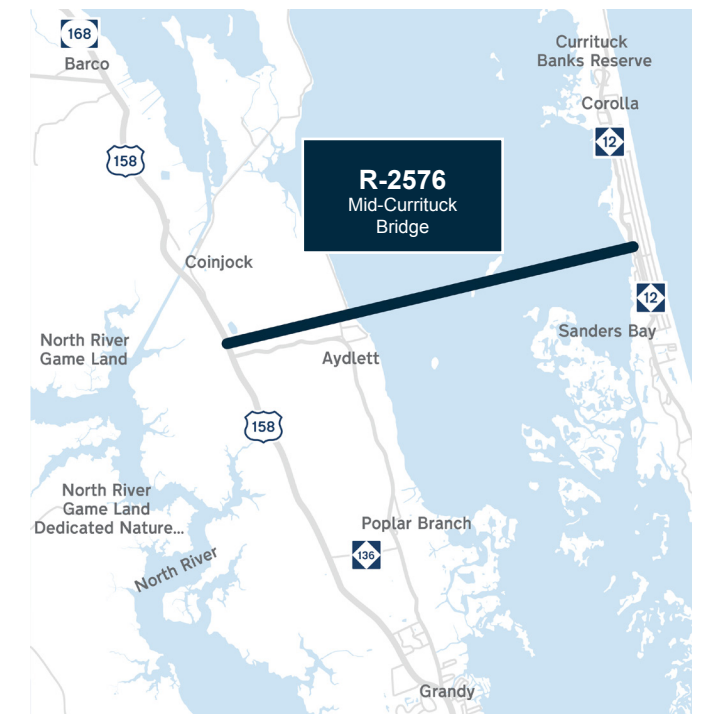 168
Barco
Currituck
Banks Reserve
Corolla
12
158
R-2576
Mid-Currituck
Bridge
Coinjock
12
Sanders Bay
North River
Game Land
Aydlett
158
North River
Game Land
Dedicated Nature...
Poplar Branch
136
North River
Grandy